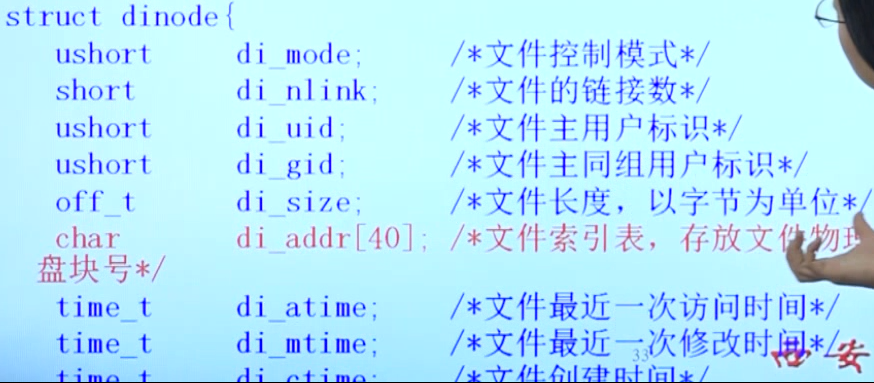 struct dinode{
ushort di_mode; /*文件控制模式*/
short di_nlink; /*文件的链接数*/
ushort di_uid; /*文件主用户标识*/
ushort di_gid; /*文件主同组用户标识*/
off_t di_size; /*文件长度，以字节为单位*/
char di_addr[40]; /*文件索引表，存放文件物理
盘块号*/
time_t di_atime; /*文件最近一次访问时间*/
time_t di_mtime; /*文件最近一次修改时间*/
33
西安
time_t di_ctime; /*文件创建时间*/